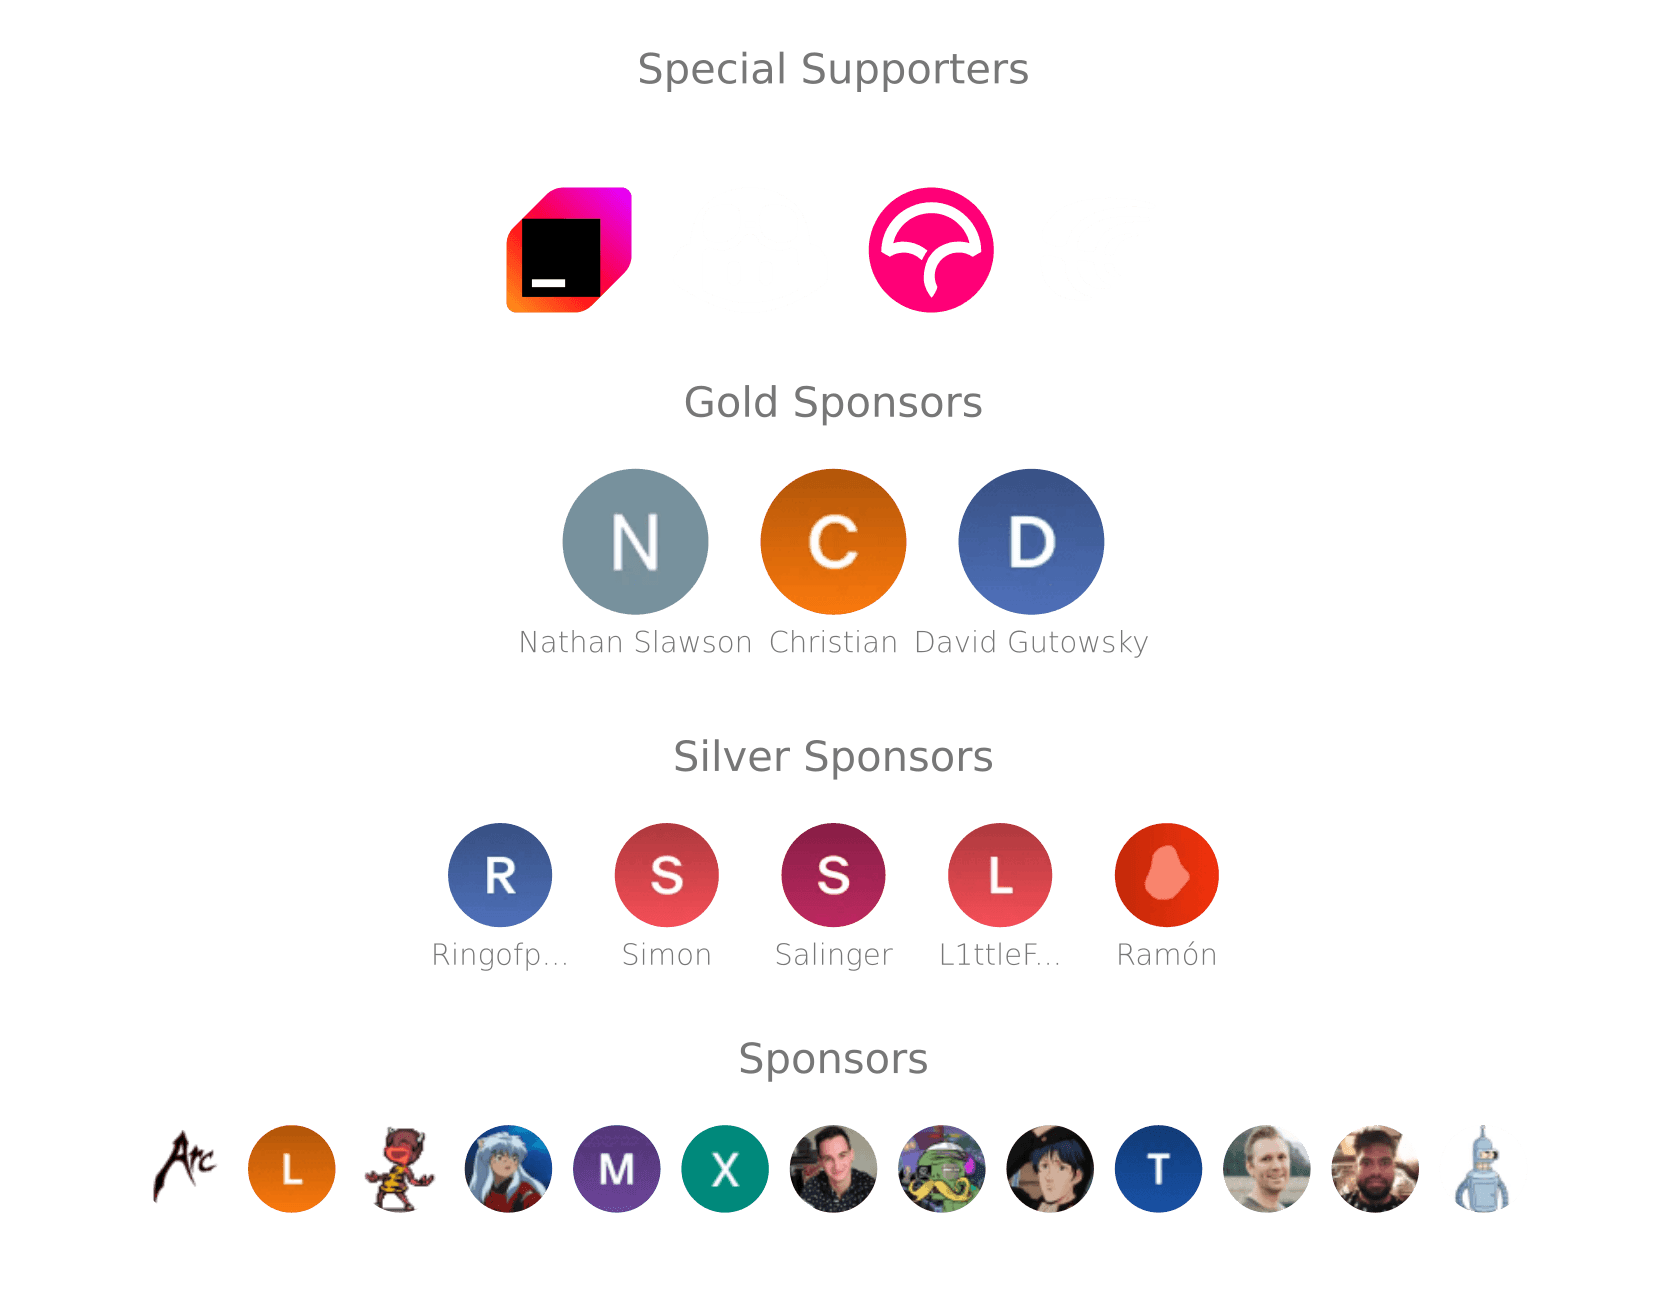 Special Supporters
Gold Sponsors
N C D
Nathan Slawson Christian David Gutowsky
Silver Sponsors
R S S L
Ringofp... Simon Salinger L1ttleF... Ramón
Sponsors
Arc L M X T